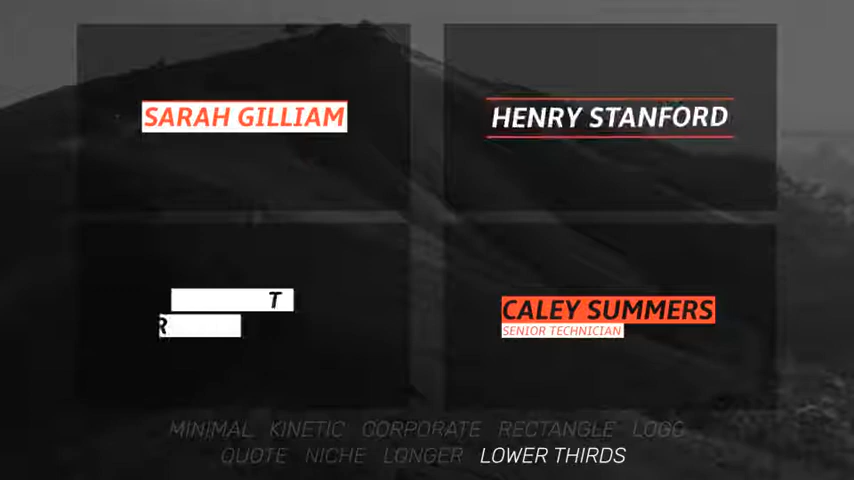 SARAH GILLIAM
HENRY STANFORD
T
R
CALEY SUMMERS
SENIOR TECHNICIAN
MINIMAL KINETIC CORPORATE RECTANGLE LOGO
QUOTE NICHE LONGER LOWER THIRDS